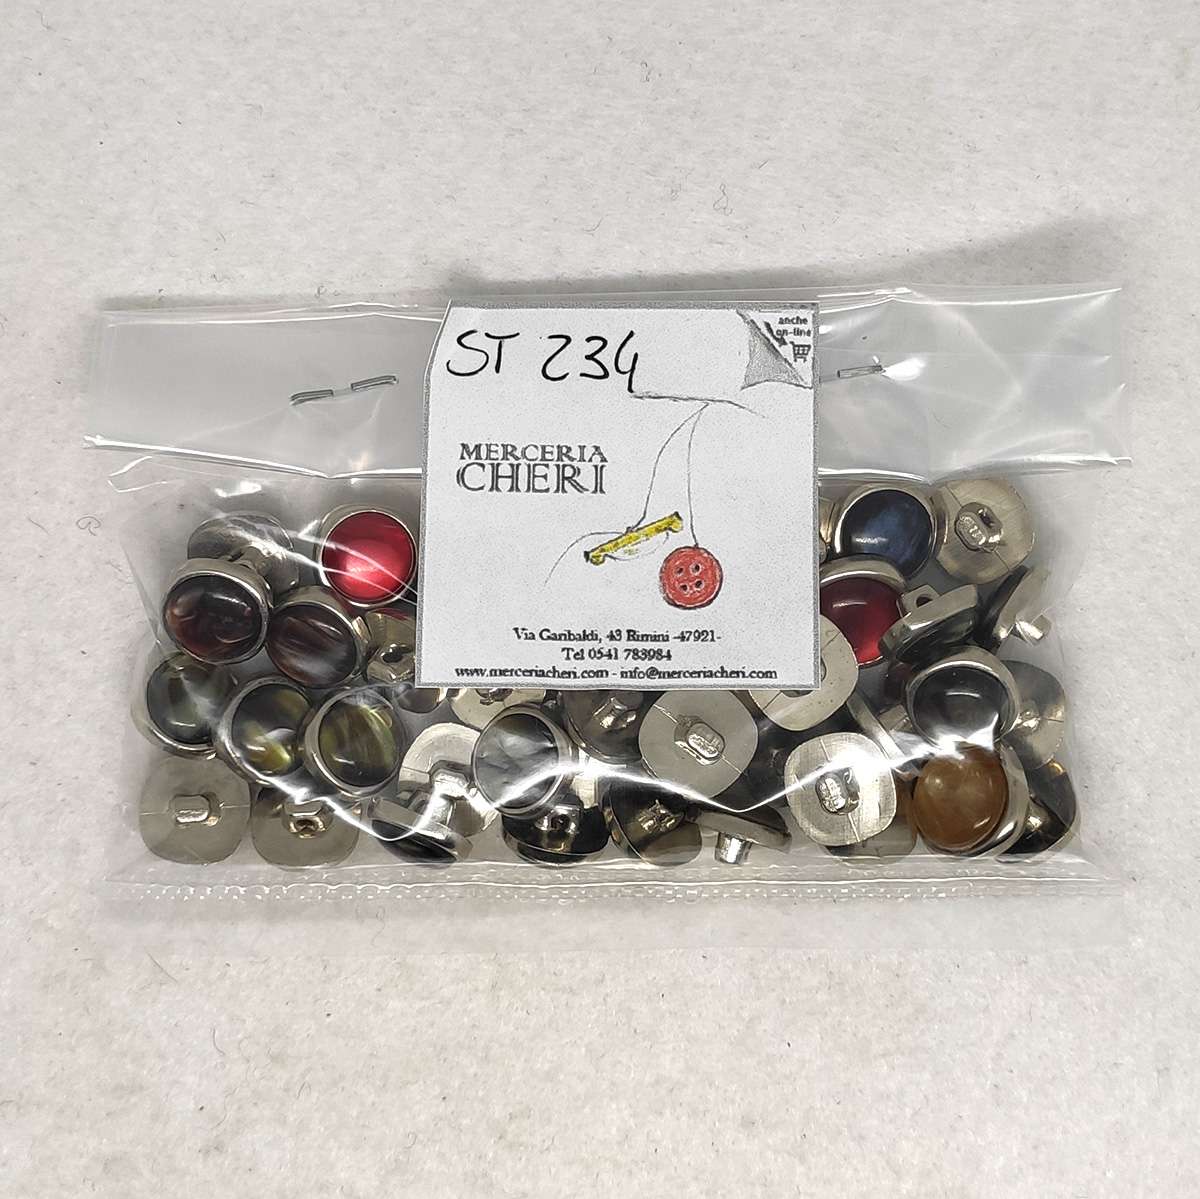 ST 234
anche
on-line
MERCERIA
CHERI
Via Garibaldi, 43 Rimini -47921-
Tel 0541 783984
www.merceriacheri.com - info@merceriacheri.com